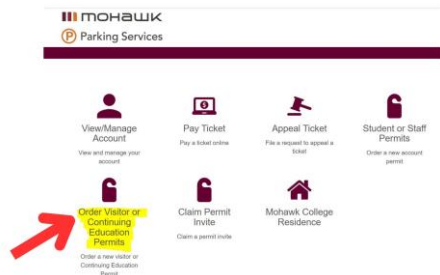 mohawk
P Parking Services
View/Manage
Account
View and manage your
account
Pay Ticket
Pay a ticket online
$
Appeal Ticket
File a request to appeal a
ticket
Student or Staff
Permits
Order a new account
permit
Order Visitor or
Continuing
Education
Permits
Order a new visitor or
Continuing Education
Permit
Claim Permit
Invite
Claim a permit invite
Mohawk College
Residence